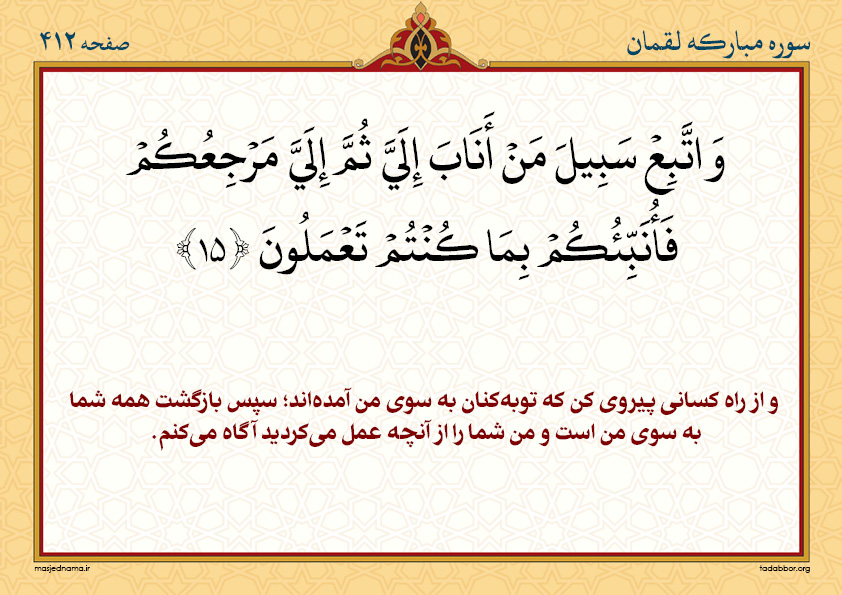 سوره مبارکه لقمان
صفحه ۴۱۲
وَ اتَّبِعْ سَبِيلَ مَنْ أَنَابَ إِلَيَّ ثُمَّ إِلَيَّ مَرْجِعُكُمْ
فَأُنَبِّئُكُمْ بِمَا كُنْتُمْ تَعْمَلُونَ ﴿۱۵﴾
و از راه کسانی پیروی کن که توبه‌کنان به سوی من آمده‌اند؛ سپس بازگشت همه شما
به سوی من است و من شما را از آنچه عمل می‌کردید آگاه می‌کنم.
masjednama.ir
tadabbor.org